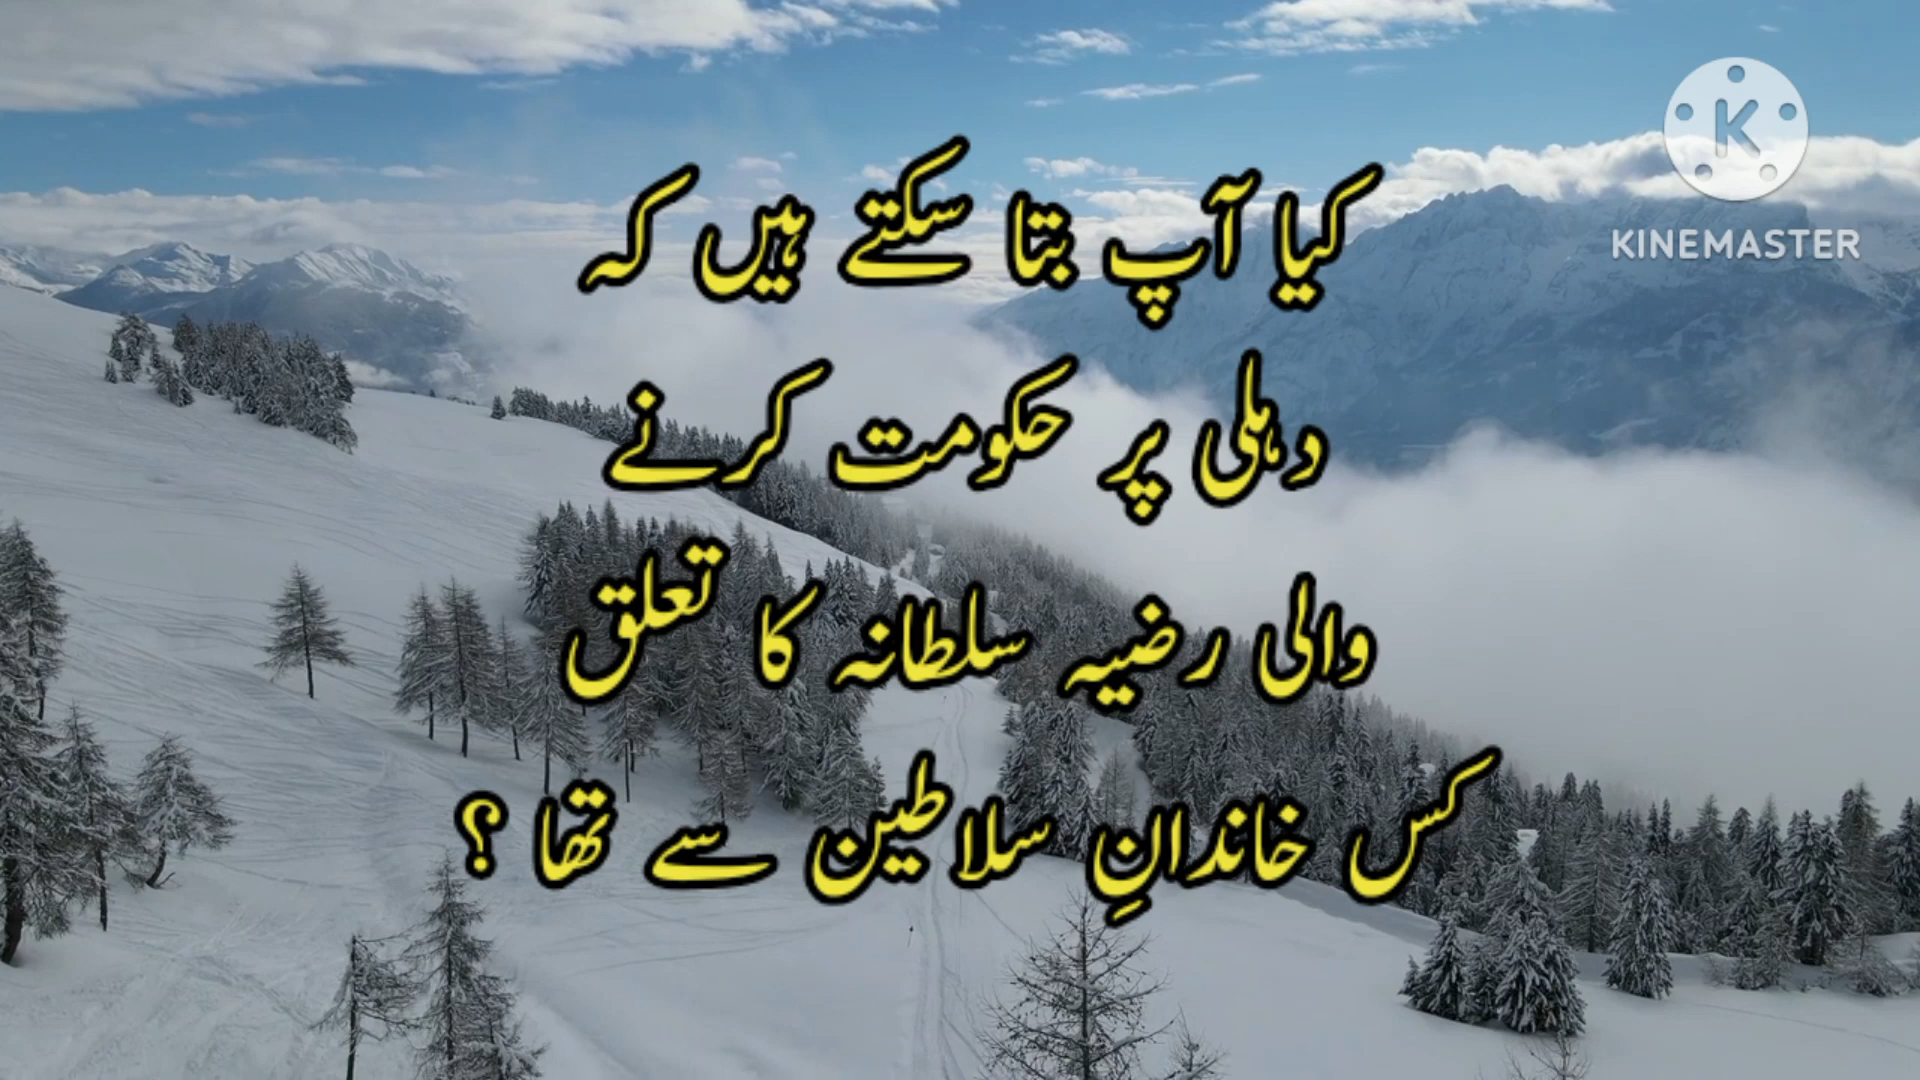 کیا آپ بتا سکتے ہیں کہ
دہلی پر حکومت کرنے
والی رضیہ سلطانہ کا تعلق
کس خاندانِ سلاطین سے تھا ؟
K
KINEMASTER